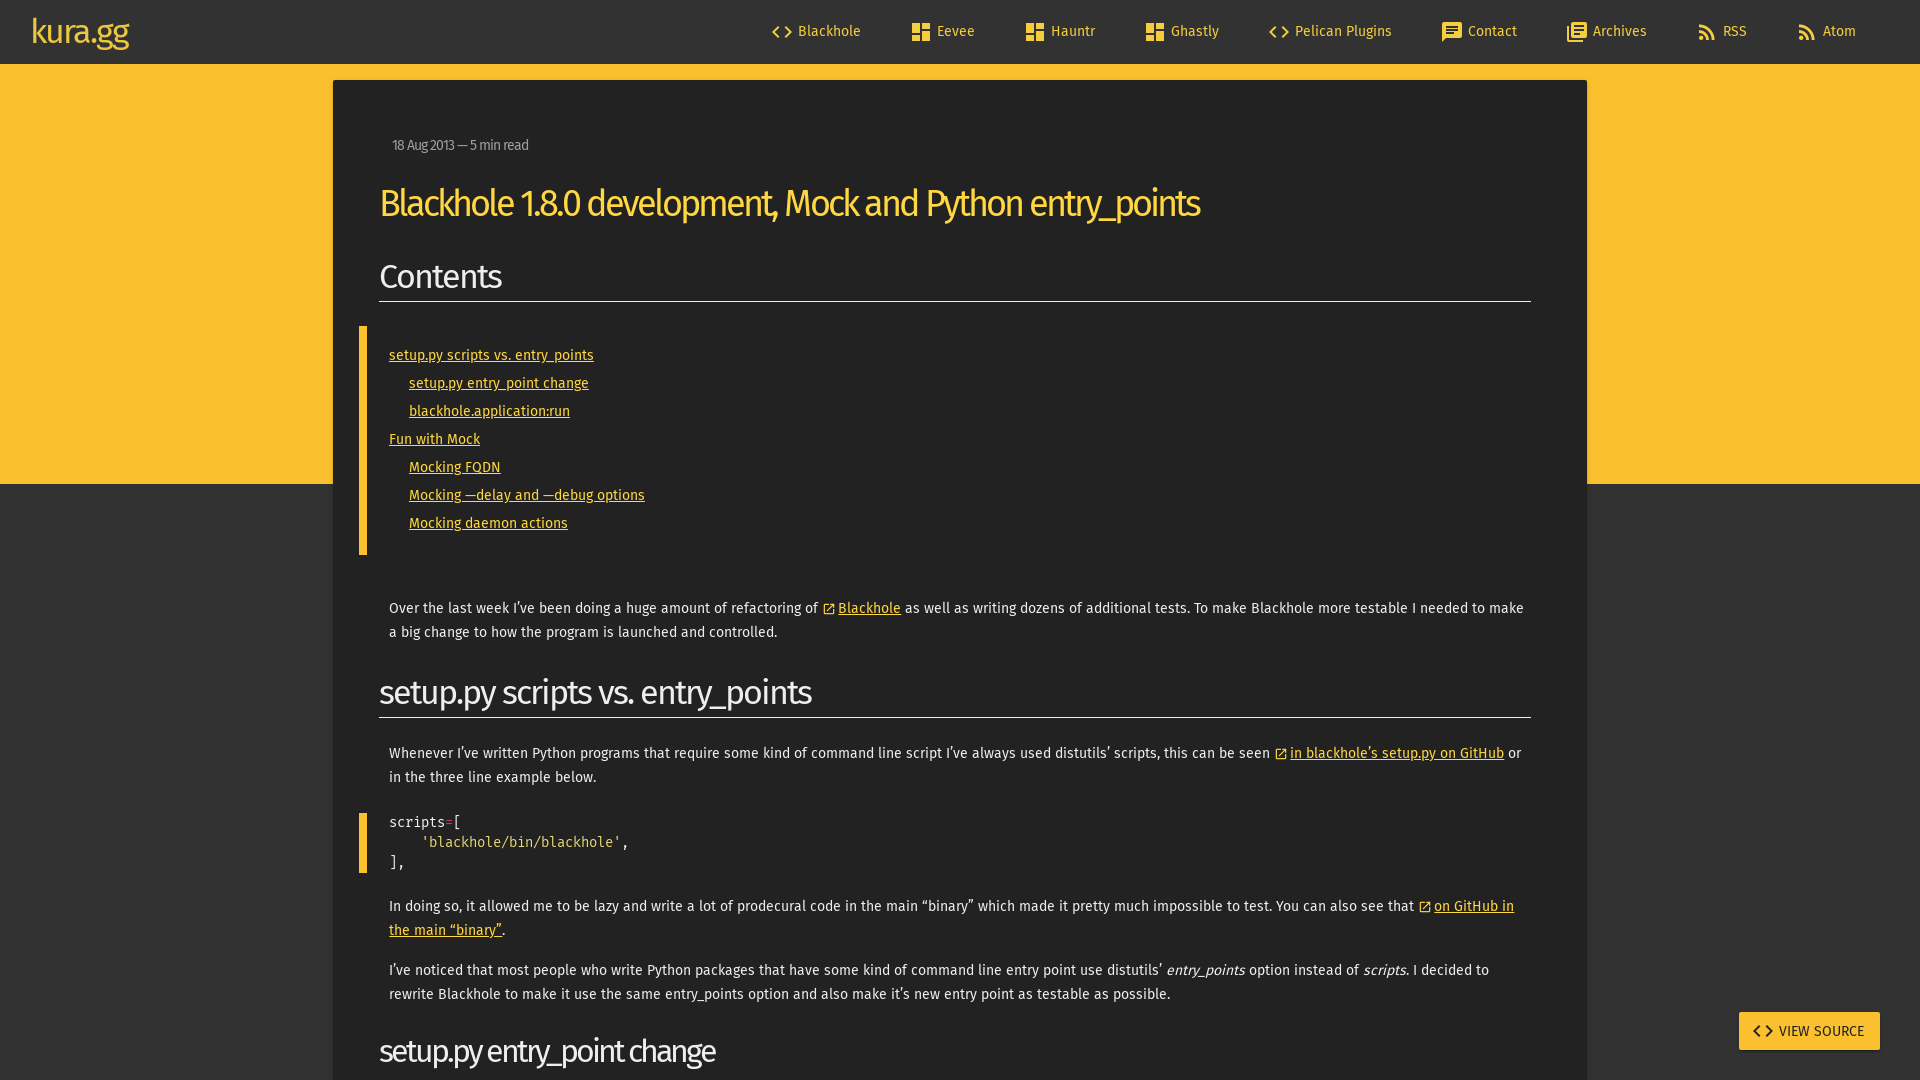 kura.gg
Blackhole
Eevee
Hauntr
Ghastly
Pelican Plugins
Contact
Archives
RSS
Atom
18 Aug 2013 — 5 min read
Blackhole 1.8.0 development, Mock and Python entry_points
Contents
setup.py scripts vs. entry_points
setup.py entry_point change
blackhole.application:run
Fun with Mock
Mocking FQDN
Mocking —delay and —debug options
Mocking daemon actions
Over the last week I’ve been doing a huge amount of refactoring of Blackhole as well as writing dozens of additional tests. To make Blackhole more testable I needed to make
a big change to how the program is launched and controlled.
setup.py scripts vs. entry_points
Whenever I’ve written Python programs that require some kind of command line script I’ve always used distutils’ scripts, this can be seen in blackhole’s setup.py on GitHub or
in the three line example below.
scripts=[
    'blackhole/bin/blackhole',
],
In doing so, it allowed me to be lazy and write a lot of prodecural code in the main “binary” which made it pretty much impossible to test. You can also see that on GitHub in
the main “binary”.
I’ve noticed that most people who write Python packages that have some kind of command line entry point use distutils’ entry_points option instead of scripts. I decided to
rewrite Blackhole to make it use the same entry_points option and also make it’s new entry point as testable as possible.
setup.py entry_point change
VIEW SOURCE